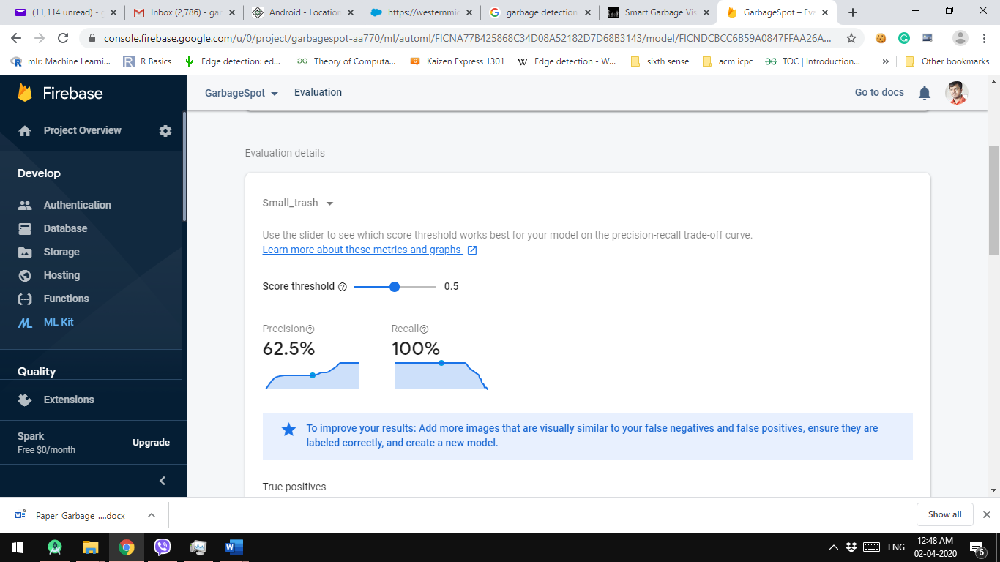 (11,114 unread) - g
Inbox (2,786) - gar
Android - Location
https://westernmic
garbage detection
Smart Garbage Vis
GarbageSpot – Eva
console.firebase.google.com/u/0/project/garbagespot-aa770/ml/automl/FICNA77B425868C34D08A52182D7D68B3143/model/FICNDCBCC6B59A0847FFAA26A...
mlr: Machine Learni...
R Basics
Edge detection: ed...
Theory of Computa...
Kaizen Express 1301
Edge detection - W...
sixth sense
acm icpc
TOC | Introduction...
»
Other bookmarks
Firebase
GarbageSpot
Evaluation
Go to docs
Project Overview
Develop
Authentication
Database
Storage
Hosting
Functions
ML Kit
Quality
Extensions
Spark
Free $0/month
Upgrade
Evaluation details
Small_trash
Use the slider to see which score threshold works best for your model on the precision-recall trade-off curve.
Learn more about these metrics and graphs
Score threshold
0.5
Precision
Recall
62.5%
100%
To improve your results: Add more images that are visually similar to your false negatives and false positives, ensure they are
labeled correctly, and create a new model.
True positives
Paper_Garbage_....docx
Show all
ENG
12:48 AM
02-04-2020
6